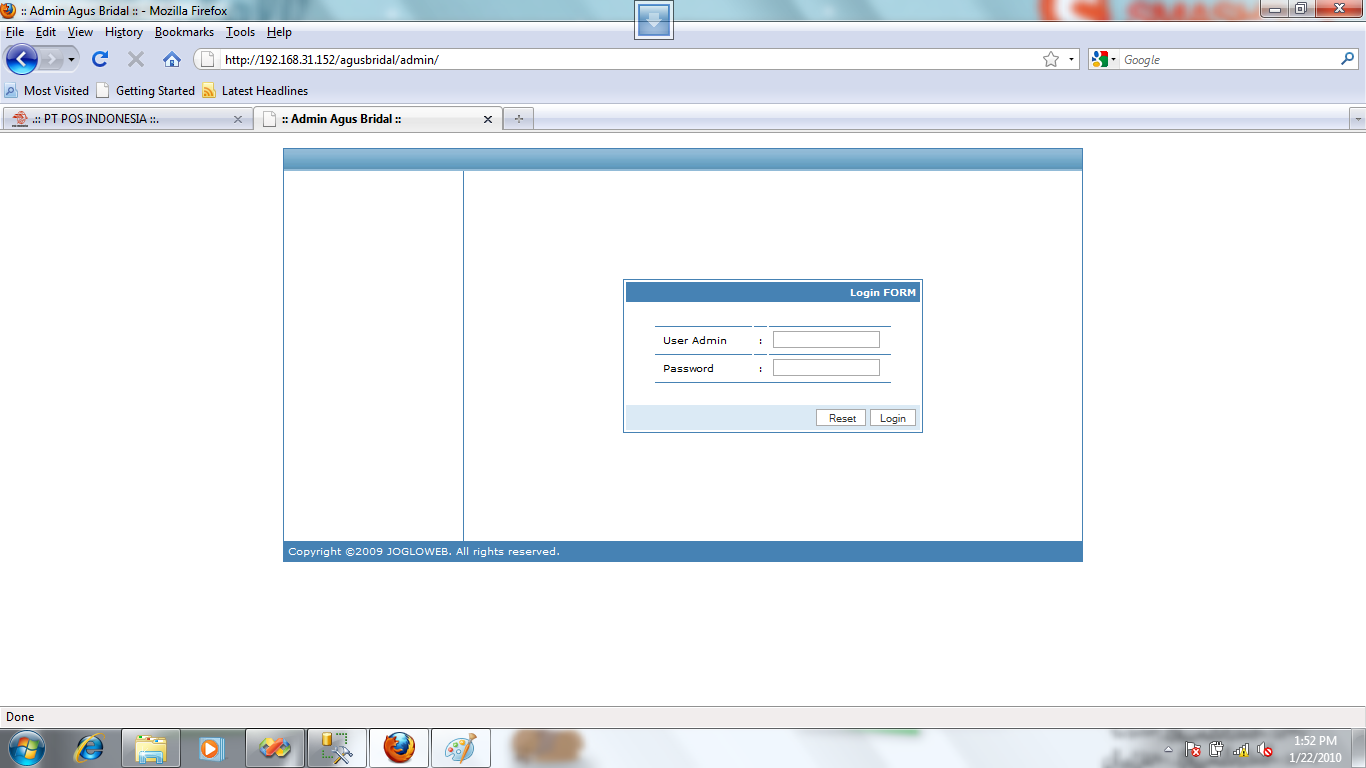 :: Admin Agus Bridal :: - Mozilla Firefox
File Edit View History Bookmarks Tools Help
http://192.168.31.152/agusbridal/admin/ Google
Most Visited Getting Started Latest Headlines
.:: PT POS INDONESIA ::. :: Admin Agus Bridal ::
Login FORM
User Admin :
Password :
Reset Login
Copyright ©2009 JOGLOWEB. All rights reserved.
Done
1:52 PM
1/22/2010